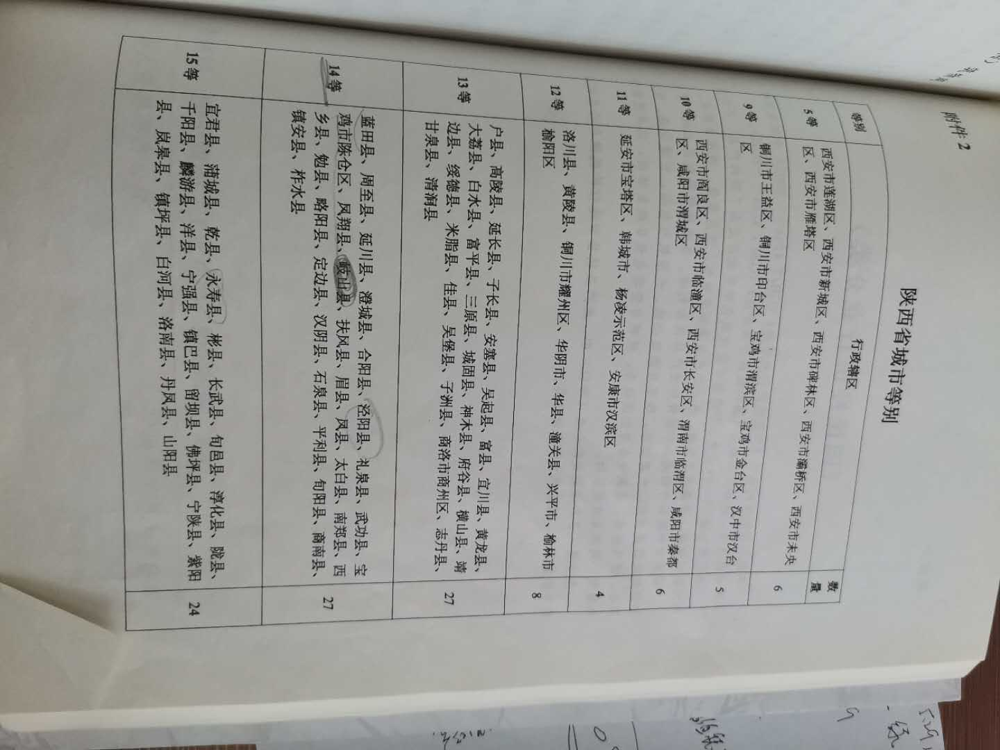 附件2
陕西省城市等别
等别
行政辖区
数量
5等
西安市莲湖区、西安市新城区、西安市碑林区、西安市灞桥区、西安市未央
区、西安市雁塔区
6
9等
铜川市王益区、铜川市印台区、宝鸡市渭滨区、宝鸡市金台区、汉中市汉台
区
5
10等
西安市阎良区、西安市临潼区、西安市长安区、渭南市临渭区、咸阳市秦都
区、咸阳市渭城区
6
11等
延安市宝塔区、韩城市、杨凌示范区、安康市汉滨区
4
12等
洛川县、黄陵县、铜川市耀州区、华阴市、华县、潼关县、兴平市、榆林市
榆阳区
8
13等
户县、高陵县、延长县、子长县、安塞县、吴起县、富县、宜川县、黄龙县、
大荔县、白水县、富平县、三原县、城固县、神木县、府谷县、横山县、靖
边县、绥德县、米脂县、佳县、吴堡县、子洲县、商洛市商州区、志丹县、
甘泉县、清涧县
27
14等
蓝田县、周至县、延川县、澄城县、合阳县、泾阳县、礼泉县、武功县、宝
鸡市陈仓区、凤翔县、岐山县、扶风县、眉县、凤县、太白县、南郑县、西
乡县、勉县、略阳县、定边县、汉阴县、石泉县、平利县、旬阳县、商南县、
镇安县、柞水县
27
15等
宜君县、蒲城县、乾县、永寿县、彬县、长武县、旬邑县、淳化县、陇县、
千阳县、麟游县、洋县、宁强县、镇巴县、留坝县、佛坪县、宁陕县、紫阳
县、岚皋县、镇坪县、白河县、洛南县、丹凤县、山阳县
24